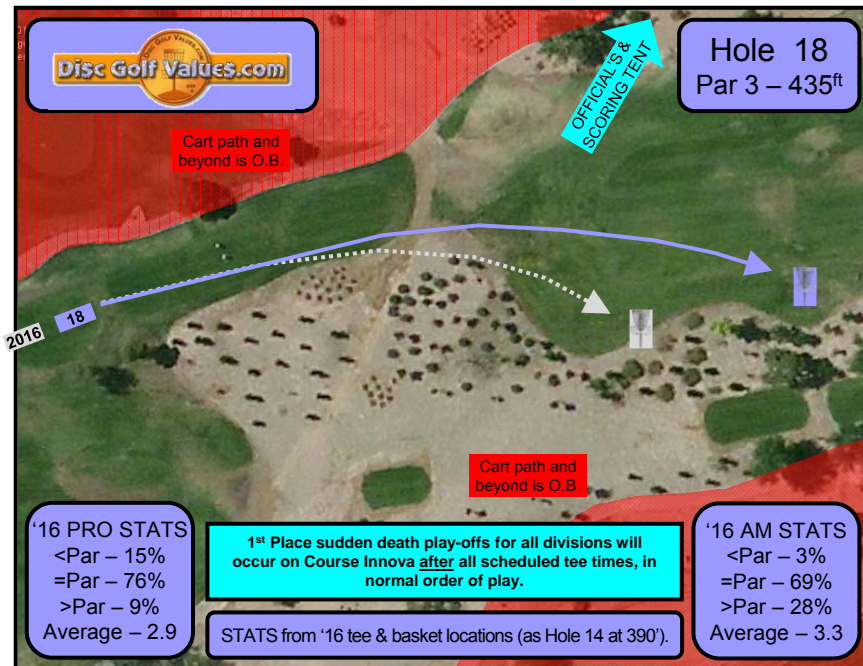 DISC GOLF VALUES.COM
Disc Golf Values.com
Hole 18
Par 3 – 435ft
OFFICIAL'S &
SCORING TENT
Cart path and
beyond is O.B.
2016
18
Cart path and
beyond is O.B.
'16 PRO STATS
<Par – 15%
=Par – 76%
>Par – 9%
Average – 2.9
1st Place sudden death play-offs for all divisions will
occur on Course Innova after all scheduled tee times, in
normal order of play.
STATS from '16 tee & basket locations (as Hole 14 at 390').
'16 AM STATS
<Par – 3%
=Par – 69%
>Par – 28%
Average – 3.3